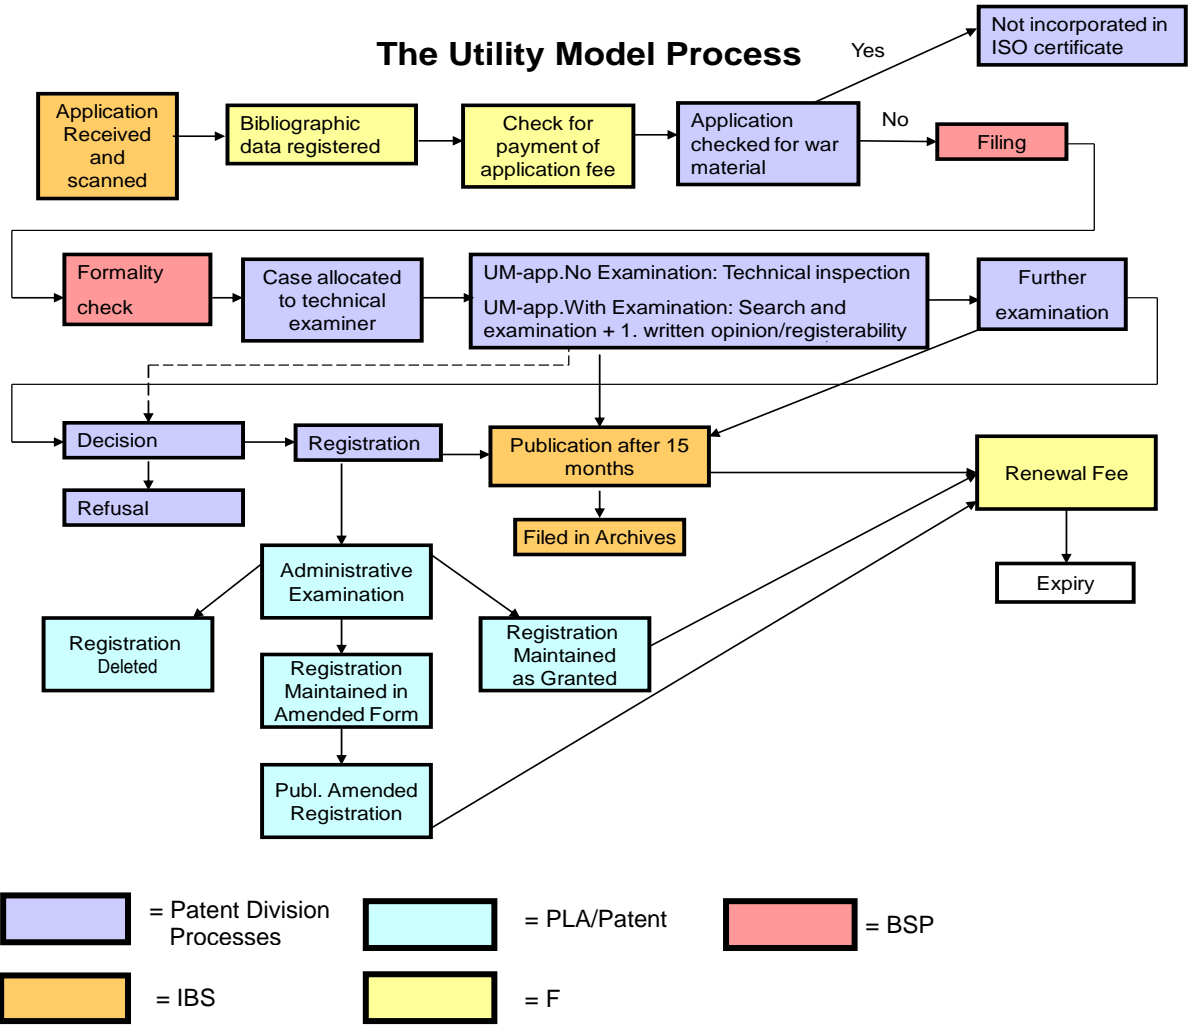 The Utility Model Process
Yes
Not incorporated in
ISO certificate
Application
Received
and
scanned
Bibliographic
data registered
Check for
payment of
application fee
Application
checked for war
material
No
Filing
Formality
check
Case allocated
to technical
examiner
UM-app.No Examination: Technical inspection
UM-app.With Examination: Search and
examination + 1. written opinion/registerability
Further
examination
Decision
Registration
Publication after 15
months
Renewal Fee
Refusal
Filed in Archives
Expiry
Administrative
Examination
Registration
Deleted
Registration
Maintained in
Amended Form
Registration
Maintained
as Granted
Publ. Amended
Registration
= Patent Division
Processes
= PLA/Patent
= BSP
= IBS
= F